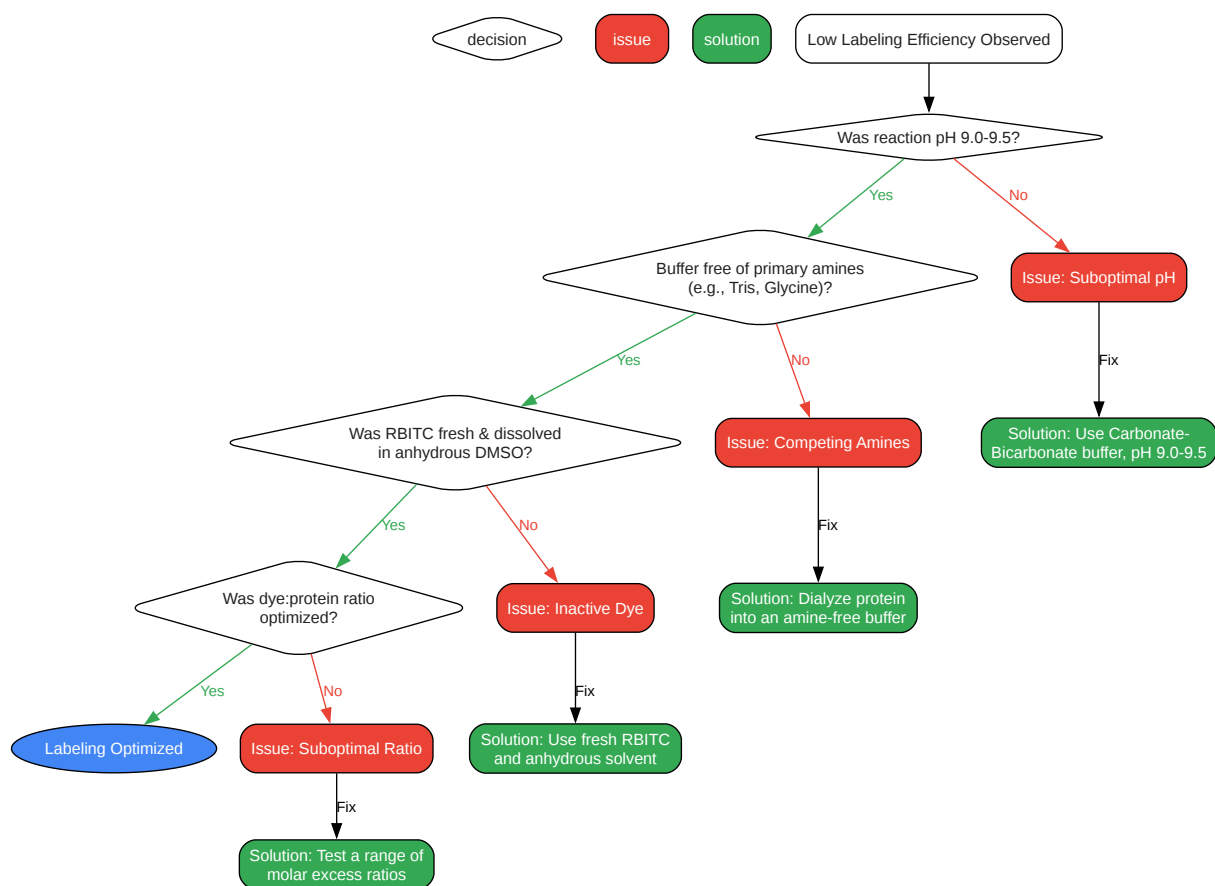 decision
issue
solution
Low Labeling Efficiency Observed
Was reaction pH 9.0-9.5?
Yes
No
Buffer free of primary amines
(e.g., Tris, Glycine)?
Issue: Suboptimal pH
Yes
No
Fix
Was RBITC fresh & dissolved
in anhydrous DMSO?
Issue: Competing Amines
Solution: Use Carbonate-
Bicarbonate buffer, pH 9.0-9.5
Yes
No
Fix
Was dye:protein ratio
optimized?
Issue: Inactive Dye
Solution: Dialyze protein
into an amine-free buffer
Yes
No
Fix
Labeling Optimized
Issue: Suboptimal Ratio
Solution: Use fresh RBITC
and anhydrous solvent
Fix
Solution: Test a range of
molar excess ratios